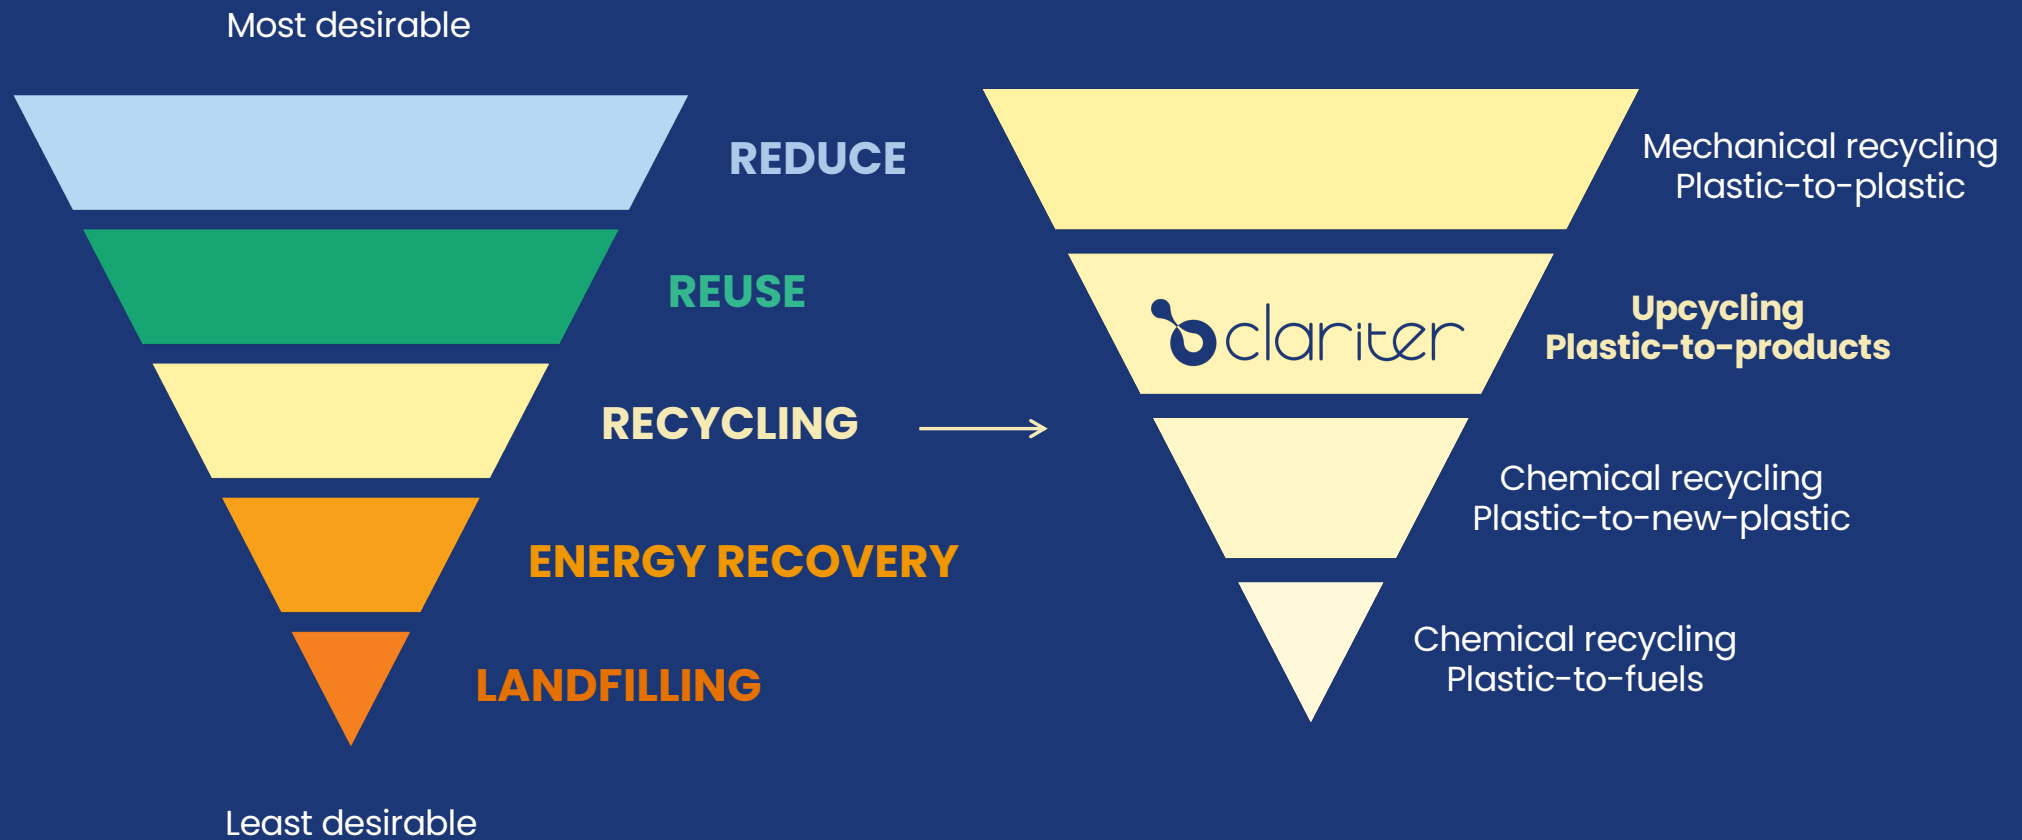 Most desirable
REDUCE
REUSE
RECYCLING
ENERGY RECOVERY
LANDFILLING
Least desirable
Mechanical recycling
Plastic-to-plastic
clariter
Upcycling
Plastic-to-products
Chemical recycling
Plastic-to-new-plastic
Chemical recycling
Plastic-to-fuels